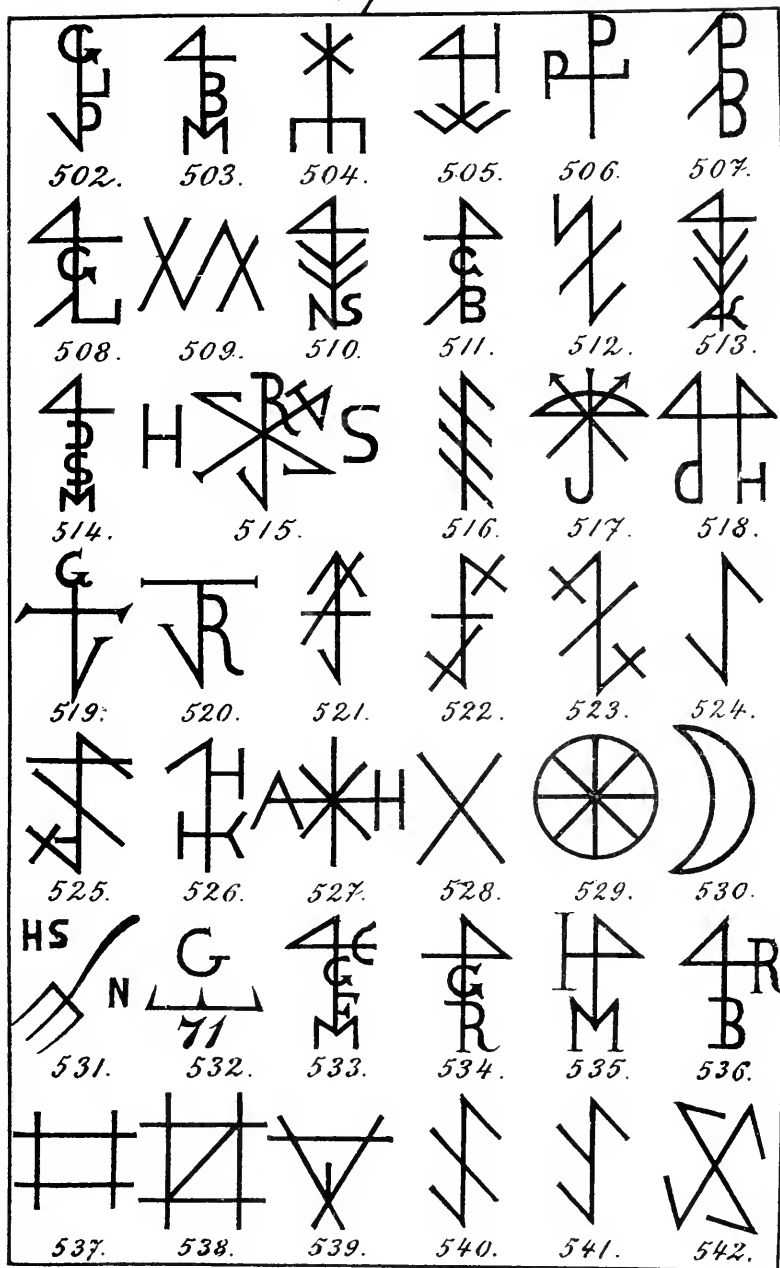 G L P B M H P P L P B B
502. 503. 504. 505. 506. 507.
G L N S G B K
508. 509. 510. 511. 512. 513.
J S M H R V S J d H
514. 515. 516. 517. 518.
G R
519. 520. 521. 522. 523. 524.
H K A H
525. 526. 527. 528. 529. 530.
HS N G 71 C G F M G R I M R B
531. 532. 533. 534. 535. 536.
537. 538. 539. 540. 541. 542.